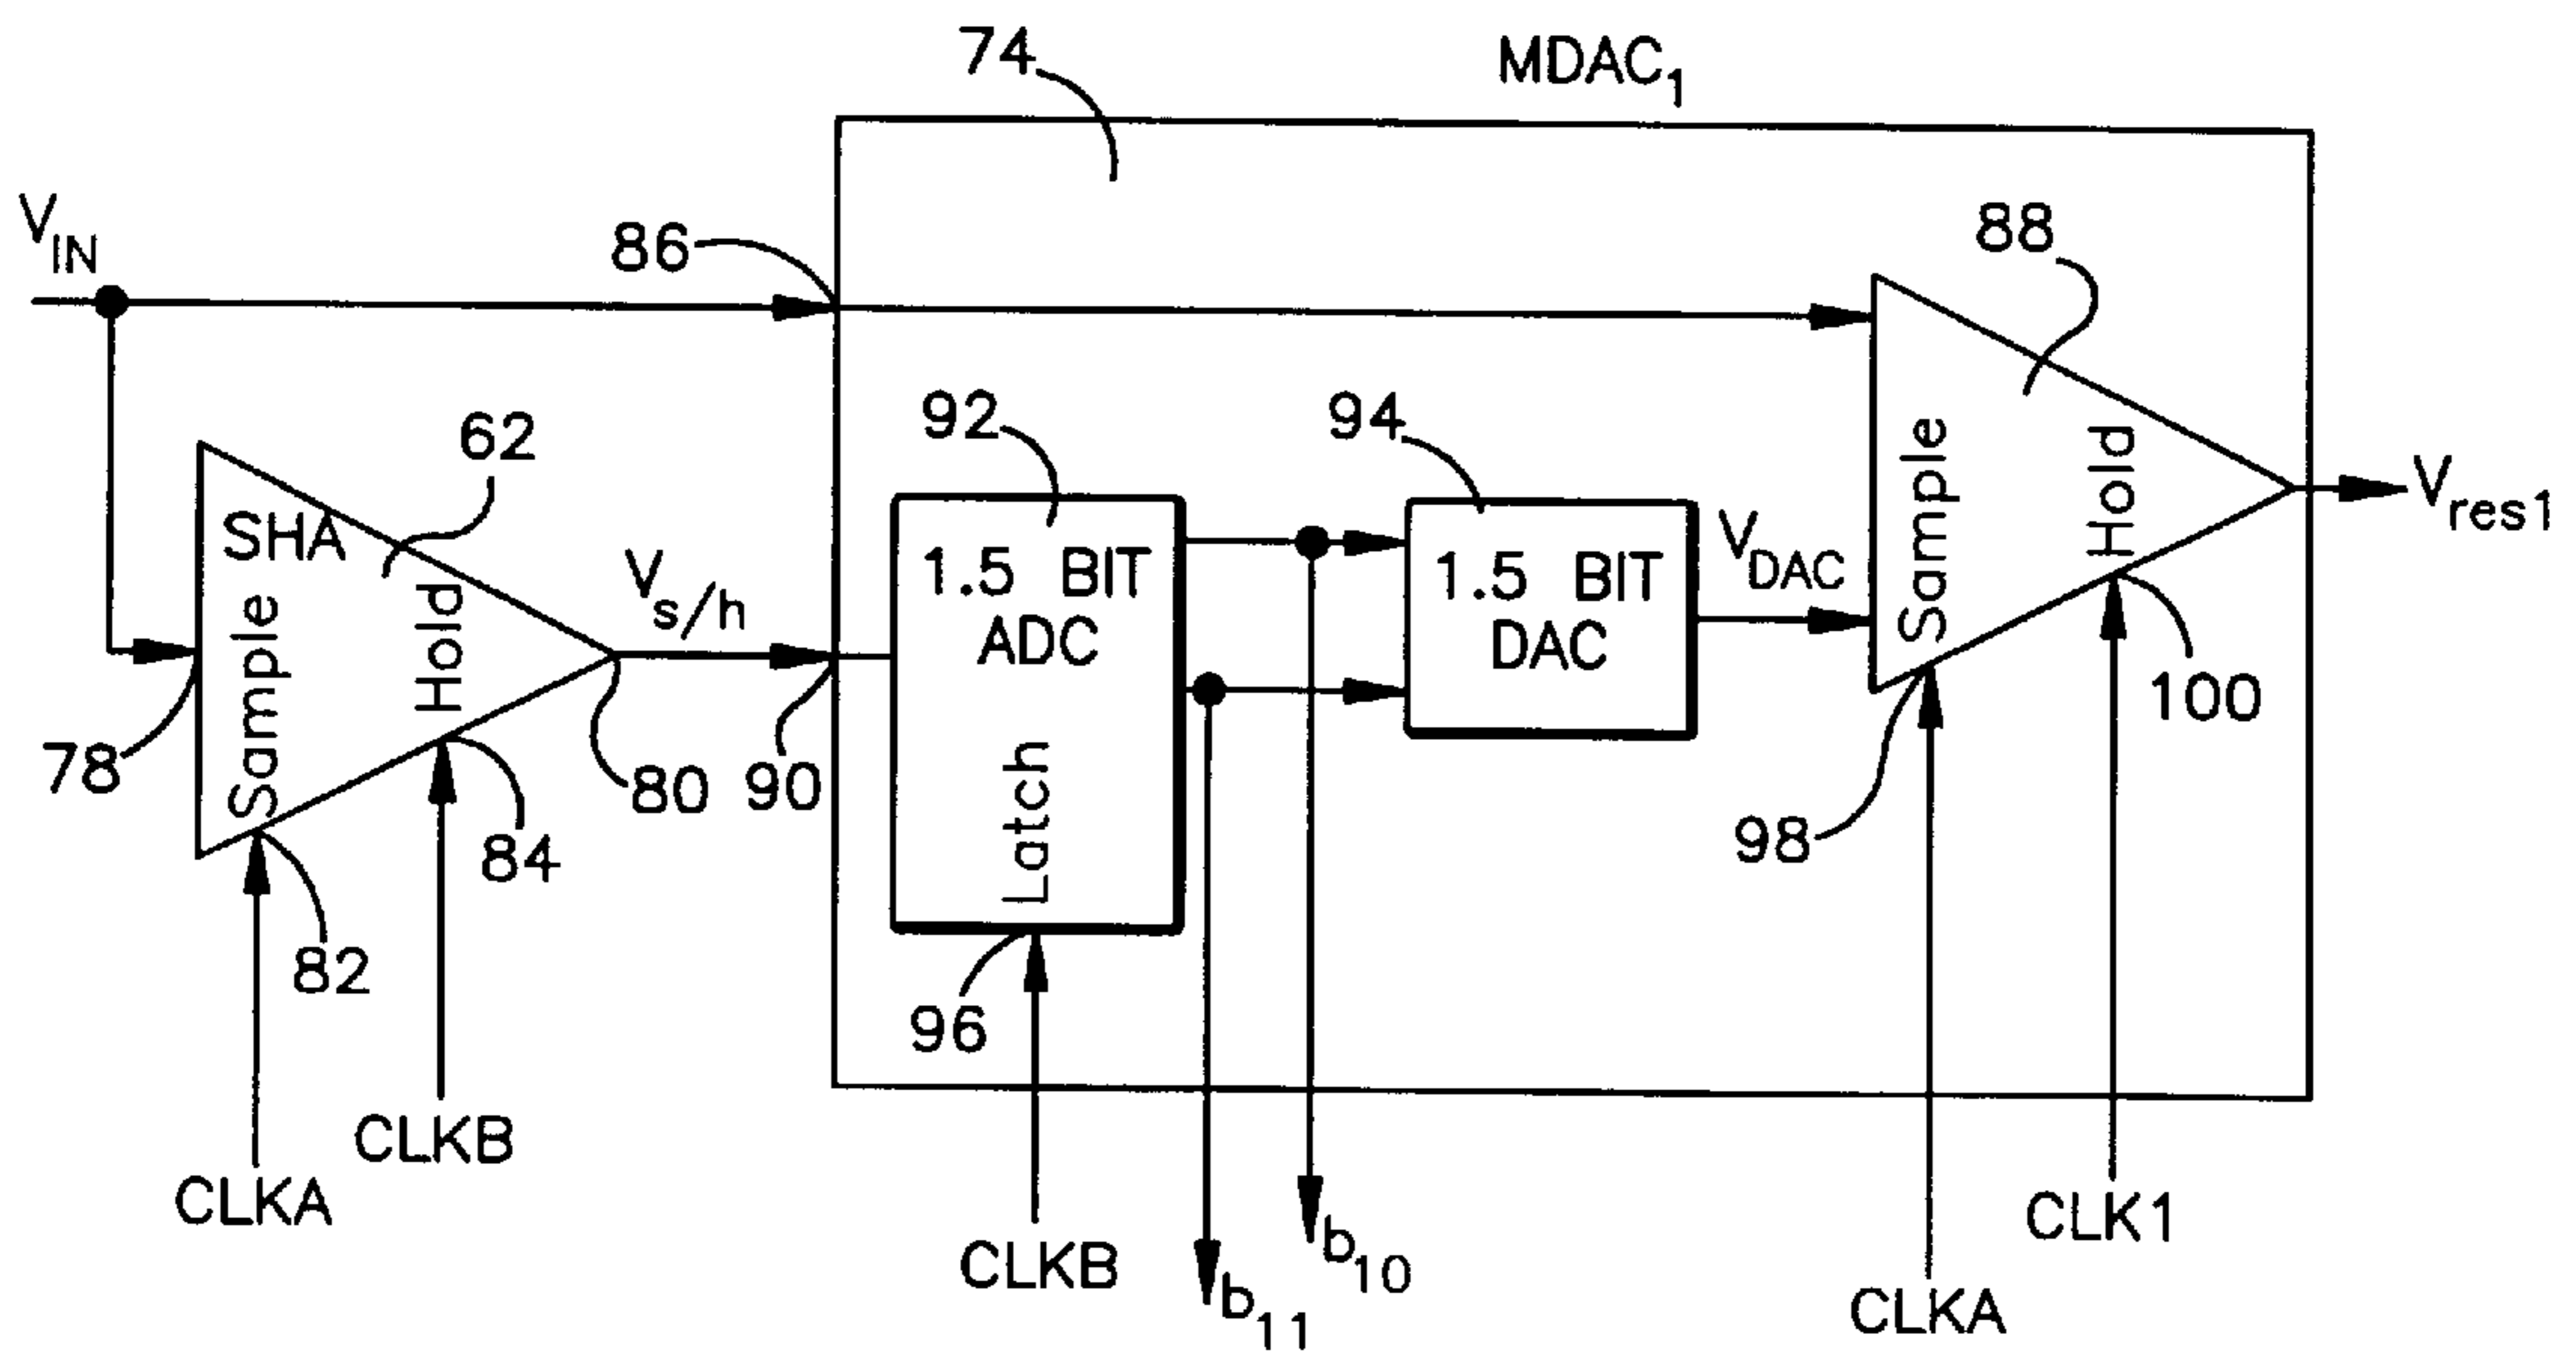 74
MDAC1
VIN
86
88
62
92
94
SHA
Sample
Hold
Vs/h
1.5 BIT
ADC
Latch
1.5 BIT
DAC
VDAC
Sample
Hold
Vres1
78
80
90
84
82
96
98
100
CLKA
CLKB
CLKB
b11
b10
CLKA
CLK1